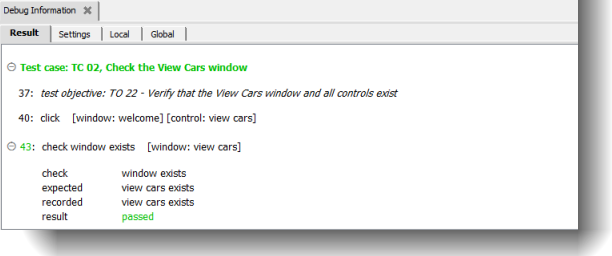 Debug Information
Result Settings Local Global
Test case: TC 02, Check the View Cars window
37: test objective: TO 22 - Verify that the View Cars window and all controls exist
40: click [window: welcome] [control: view cars]
43: check window exists [window: view cars]
check window exists
expected view cars exists
recorded view cars exists
result passed